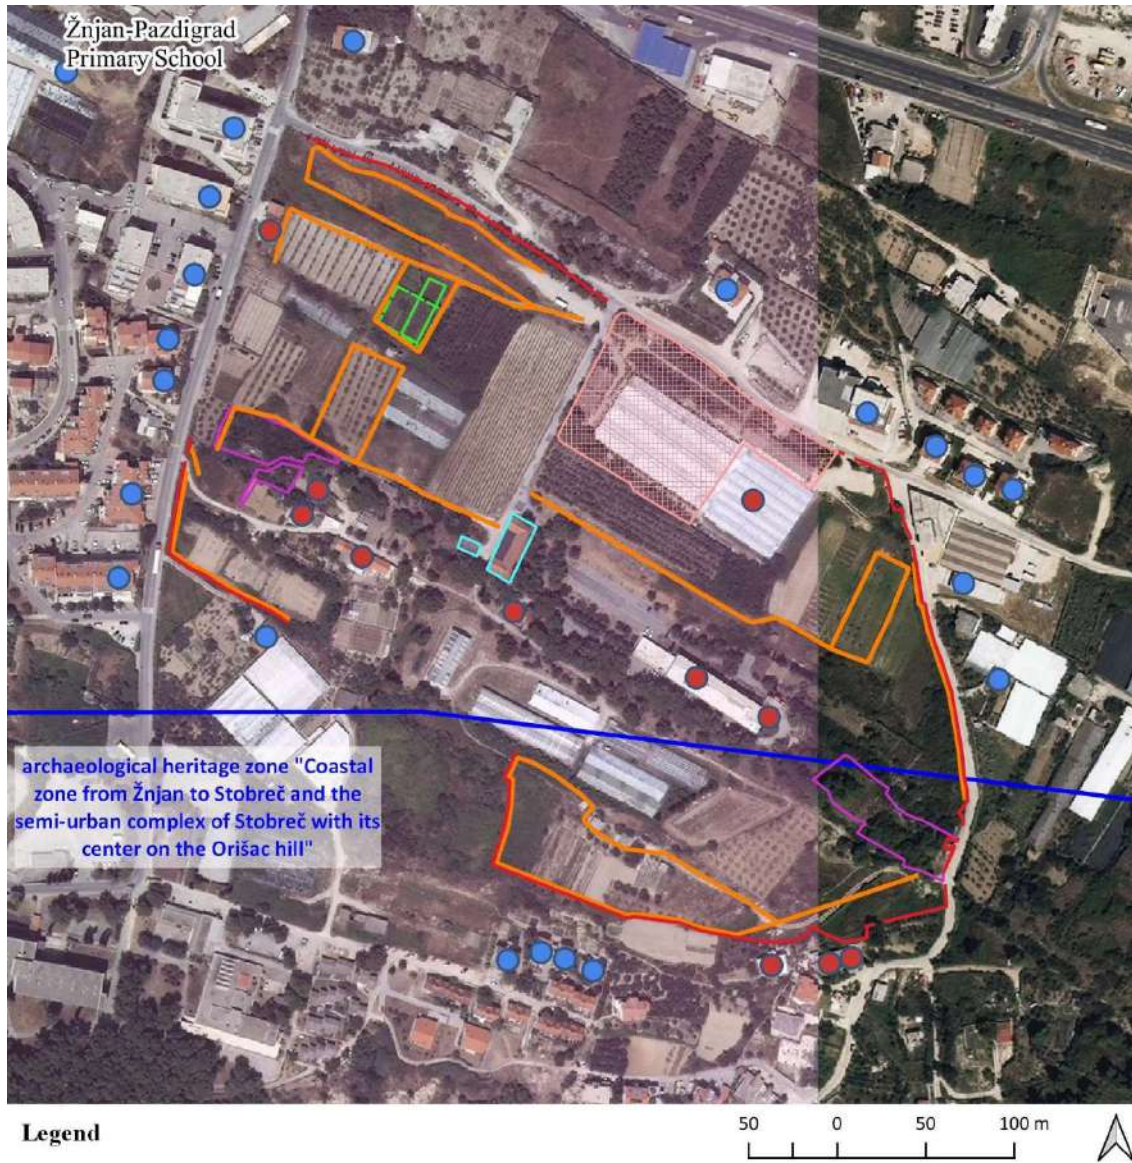 Žnjan-Pazdigrad
Primary School
archaeological heritage zone "Coastal
zone from Žnjan to Stobreč and the
semi-urban complex of Stobreč with its
center on the Orišac hill"
Legend
50 0 50 100 m